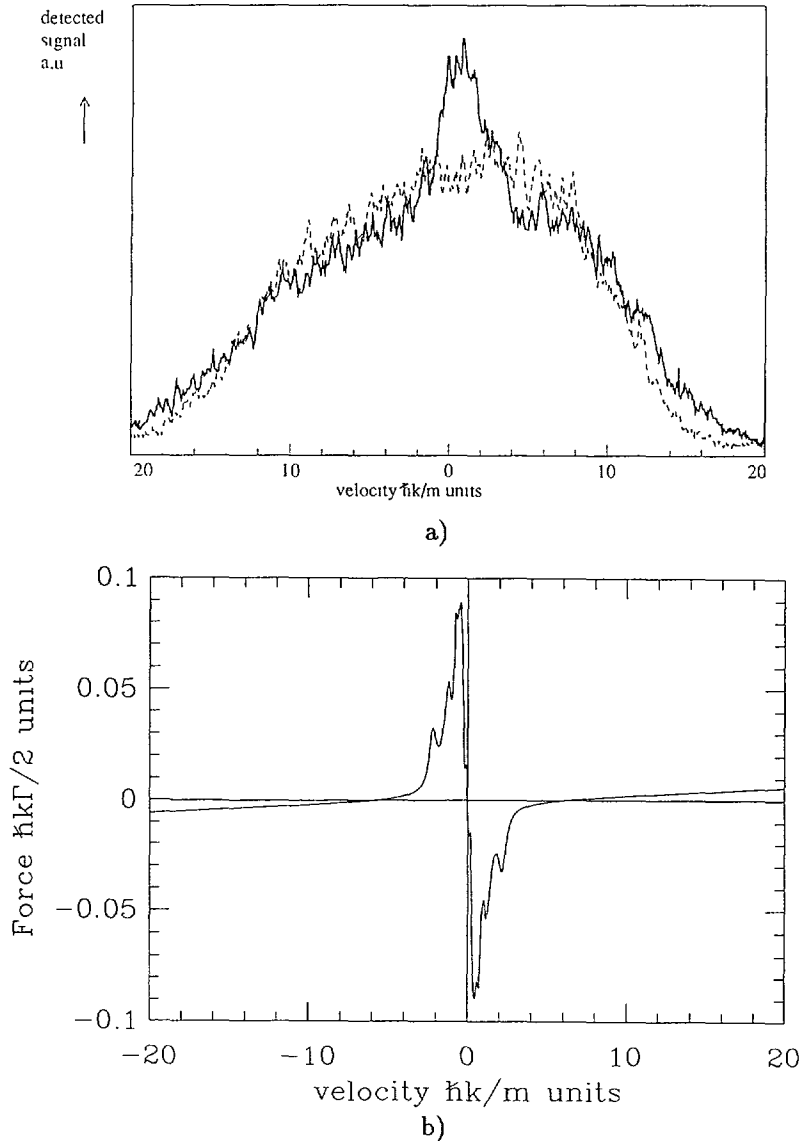 detected
signal
a.u
20 10 0 10 20
velocity ħk/m units
a)
0.1
0.05
0
−0.05
−0.1
Force ħkΓ/2 units
−20 −10 0 10 20
velocity ħk/m units
b)